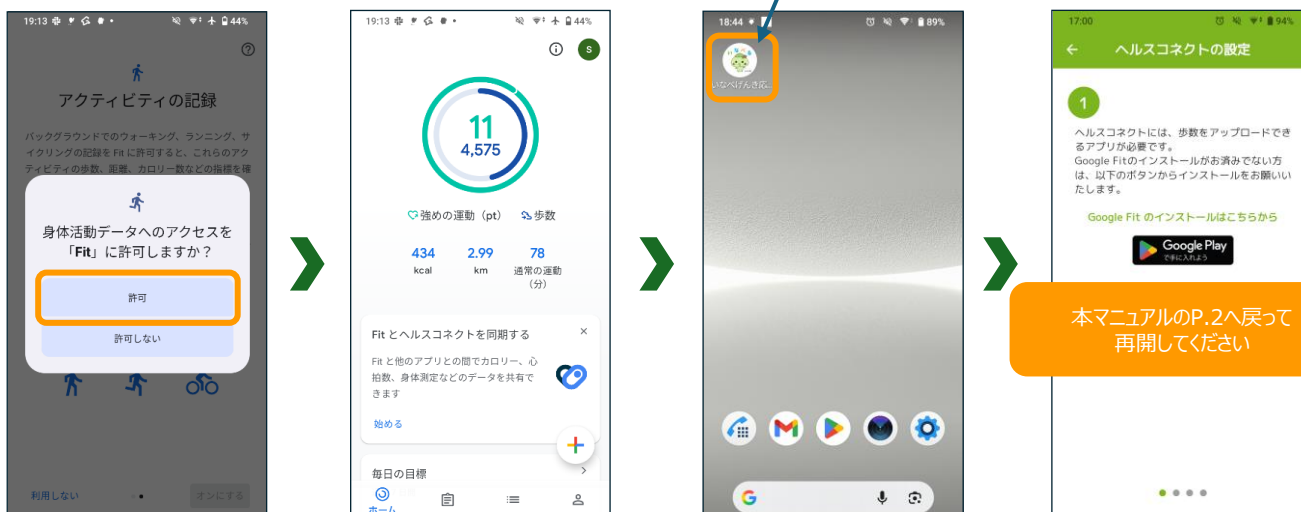 19:13
44%
アクティビティの記録
バックグラウンドでのウォーキング、ランニング、サ
イクリングの記録を Fit に許可すると、これらのアク
ティビティの歩数、距離、カロリー数などの指標を確
身体活動データへのアクセスを
「Fit」に許可しますか？
許可
許可しない
利用しない
オンにする
19:13
44%
S
11
4,575
強めの運動（pt）
歩数
434
2.99
78
kcal
km
通常の運動
（分）
Fit とヘルスコネクトを同期する
×
Fit と他のアプリとの間でカロリー、心
拍数、身体測定などのデータを共有で
きます
始める
毎日の目標
ホーム
18:44
89%
いなべげんき応...
17:00
94%
ヘルスコネクトの設定
1
ヘルスコネクトには、歩数をアップロードでき
るアプリが必要です。
Google Fitのインストールがお済みでない方
は、以下のボタンからインストールをお願いい
たします。
Google Fit のインストールはこちらから
Google Play
で手に入れよう
本マニュアルのP.2へ戻って
再開してください